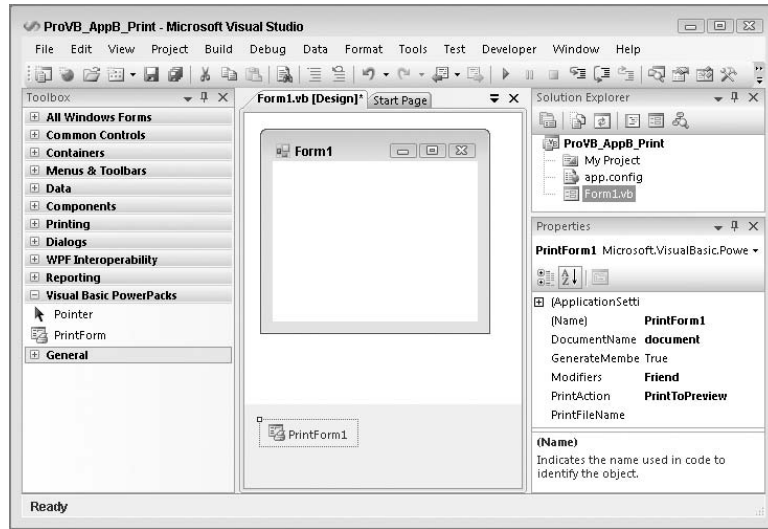 ProVB_AppB_Print - Microsoft Visual Studio
File Edit View Project Build Debug Data Format Tools Test Developer Window Help
Toolbox
All Windows Forms
Common Controls
Containers
Menus & Toolbars
Data
Components
Printing
Dialogs
WPF Interoperability
Reporting
Visual Basic PowerPacks
Pointer
PrintForm
General
Form1.vb [Design]* Start Page
Form1
PrintForm1
Solution Explorer
ProVB_AppB_Print
My Project
app.config
Form1.vb
Properties
PrintForm1 Microsoft.VisualBasic.Powe
(ApplicationSetti
(Name) PrintForm1
DocumentName document
GenerateMembe True
Modifiers Friend
PrintAction PrintToPreview
PrintFileName
(Name)
Indicates the name used in code to
identify the object.
Ready